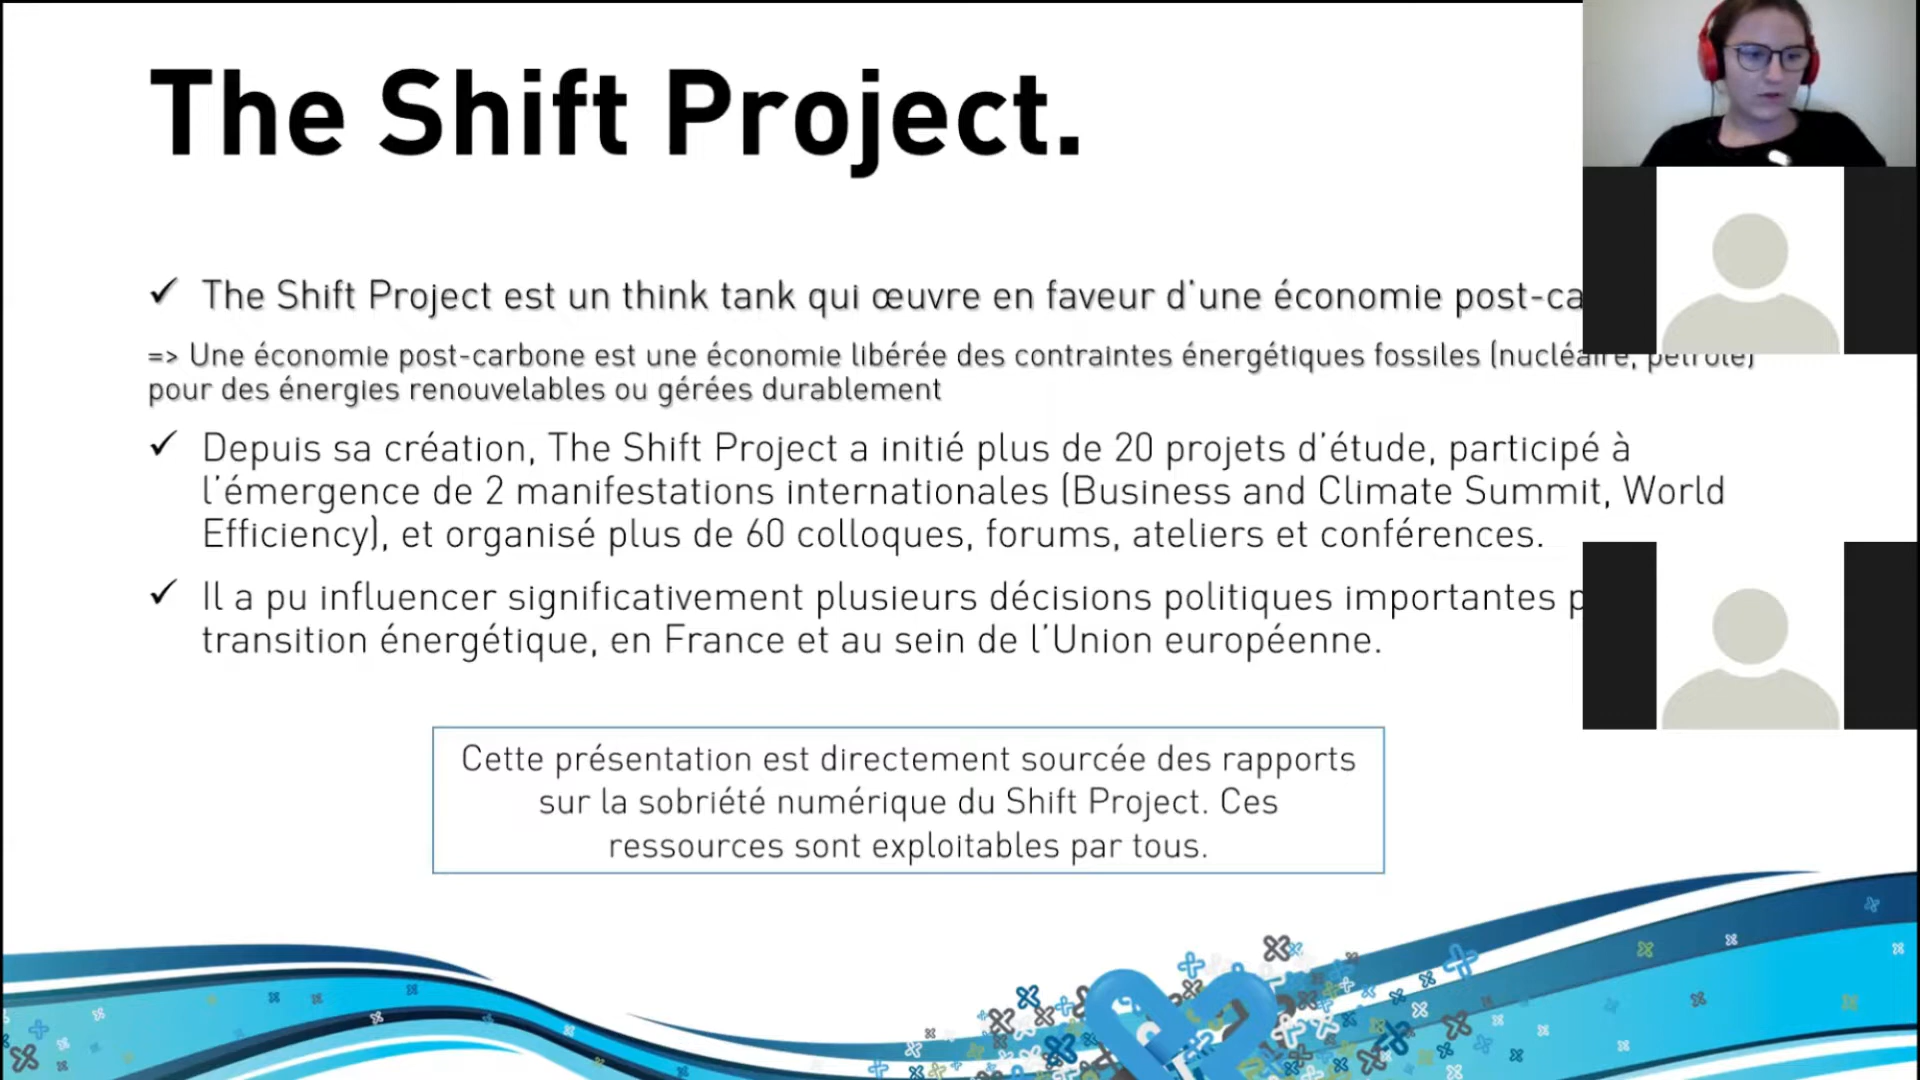 The Shift Project.
✓ The Shift Project est un think tank qui œuvre en faveur d'une économie
=> Une économie post-carbone est une économie libérée des contraintes énergétiques fossiles (nucléaire, pétrole)
pour des énergies renouvelables ou gérées durablement
✓ Depuis sa création, The Shift Project a initié plus de 20 projets d'étude, participé à
l'émergence de 2 manifestations internationales (Business and Climate Summit, World
Efficiency), et organisé plus de 60 colloques, forums, ateliers et conférences.
✓ Il a pu influencer significativement plusieurs décisions politiques importantes
transition énergétique, en France et au sein de l'Union européenne.
Cette présentation est directement sourcée des rapports
sur la sobriété numérique du Shift Project. Ces
ressources sont exploitables par tous.